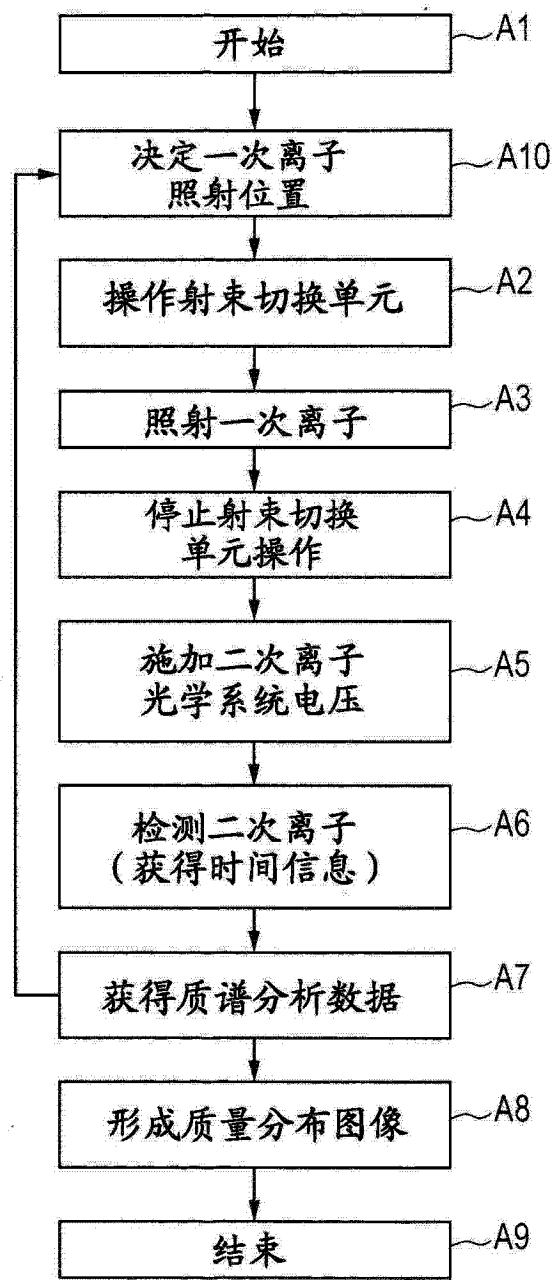 开始
A1
决定一次离子
照射位置
A10
操作射束切换单元
A2
照射一次离子
A3
停止射束切换
单元操作
A4
施加二次离子
光学系统电压
A5
检测二次离子
(获得时间信息)
A6
获得质谱分析数据
A7
形成质量分布图像
A8
结束
A9